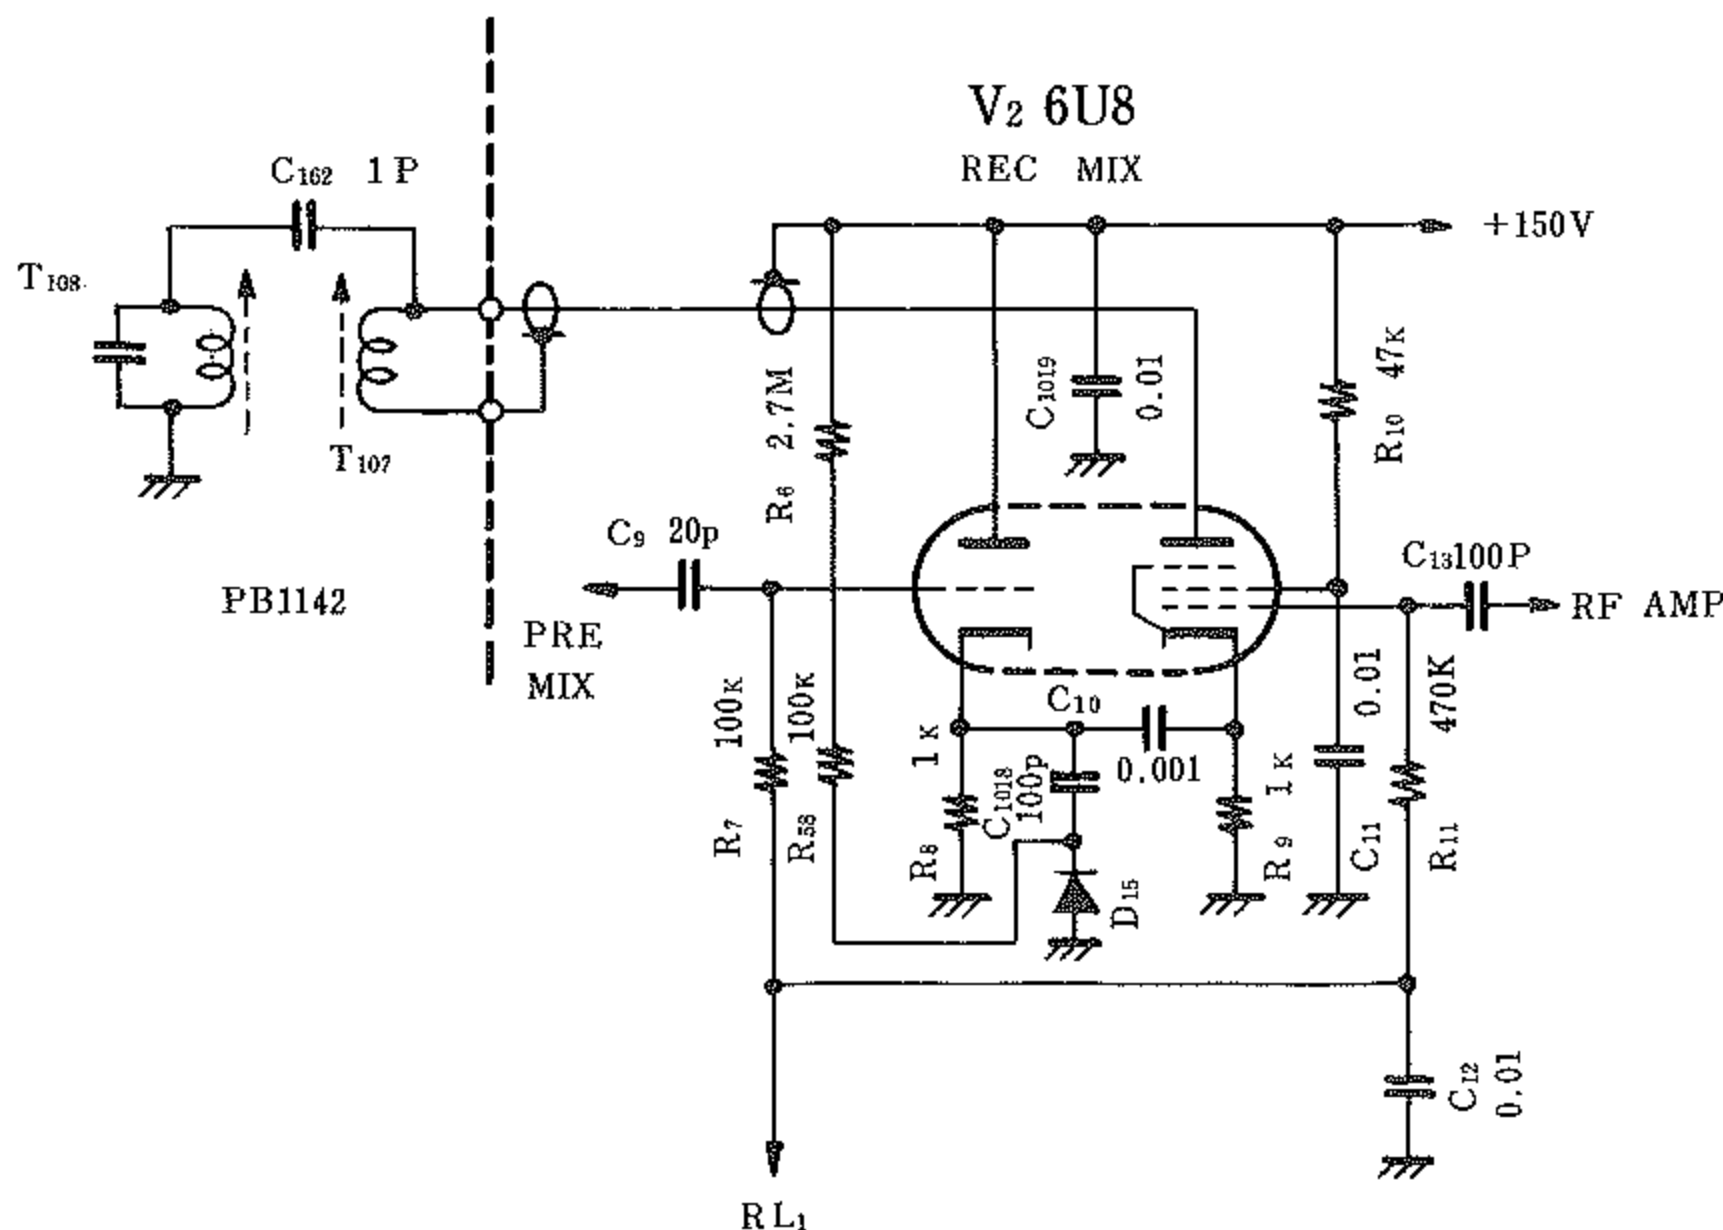 V₂ 6U8
REC MIX
C₁₆₂ 1P
+150V
T₁₀₈
T₁₀₇
R₆ 2.7M
C₁₀₁₉ 0.01
R₁₀ 47K
C₉ 20p
C₁₃ 100P
PB1142
PRE
MIX
RF AMP
R₇ 100K
R₅₈ 100K
C₁₀
0.001
R₈ 1K
C₁₀₁₈ 100p
R₉ 1K
C₁₁ 0.01
R₁₁ 470K
D₁₅
C₁₂ 0.01
RL₁